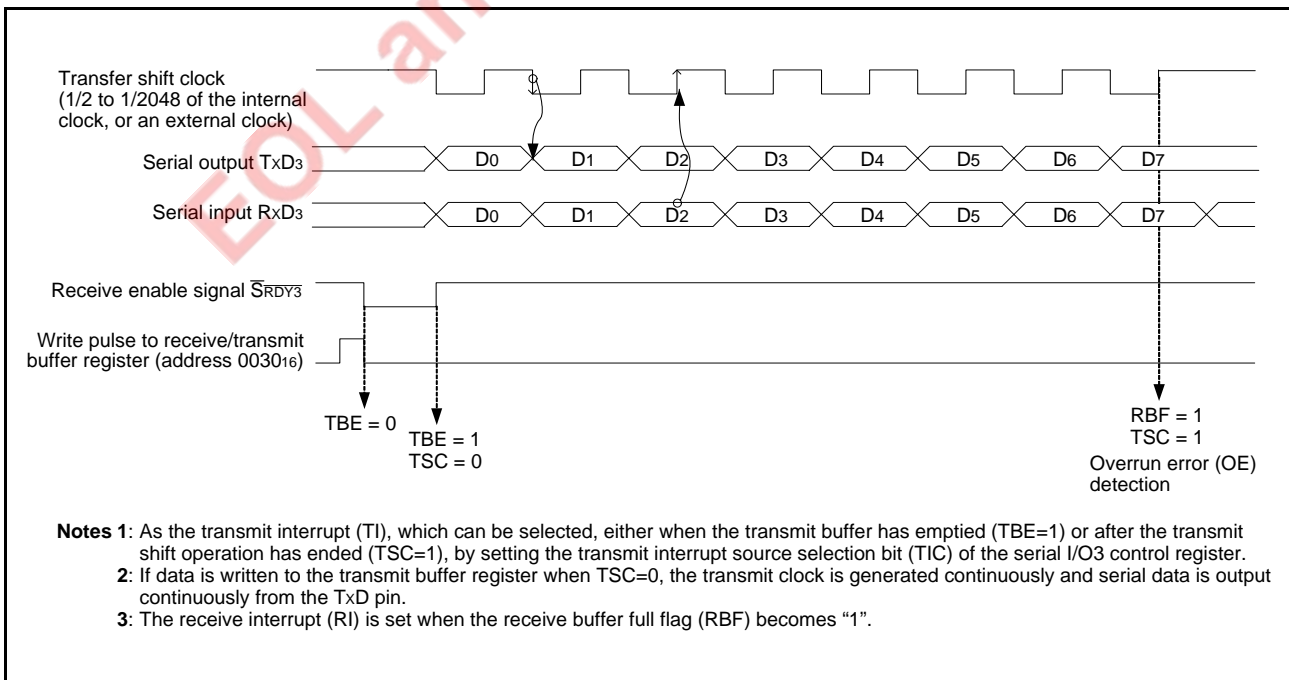 EOL an
Transfer shift clock
(1/2 to 1/2048 of the internal
clock, or an external clock)
Serial output TxD3
D0 D1 D2 D3 D4 D5 D6 D7
Serial input RxD3
D0 D1 D2 D3 D4 D5 D6 D7
Receive enable signal S̅R̅D̅Y̅3̅
Write pulse to receive/transmit
buffer register (address 003016)
TBE = 0
TBE = 1
TSC = 0
RBF = 1
TSC = 1
Overrun error (OE)
detection
Notes 1: As the transmit interrupt (TI), which can be selected, either when the transmit buffer has emptied (TBE=1) or after the transmit
shift operation has ended (TSC=1), by setting the transmit interrupt source selection bit (TIC) of the serial I/O3 control register.
2: If data is written to the transmit buffer register when TSC=0, the transmit clock is generated continuously and serial data is output
continuously from the TxD pin.
3: The receive interrupt (RI) is set when the receive buffer full flag (RBF) becomes “1”.